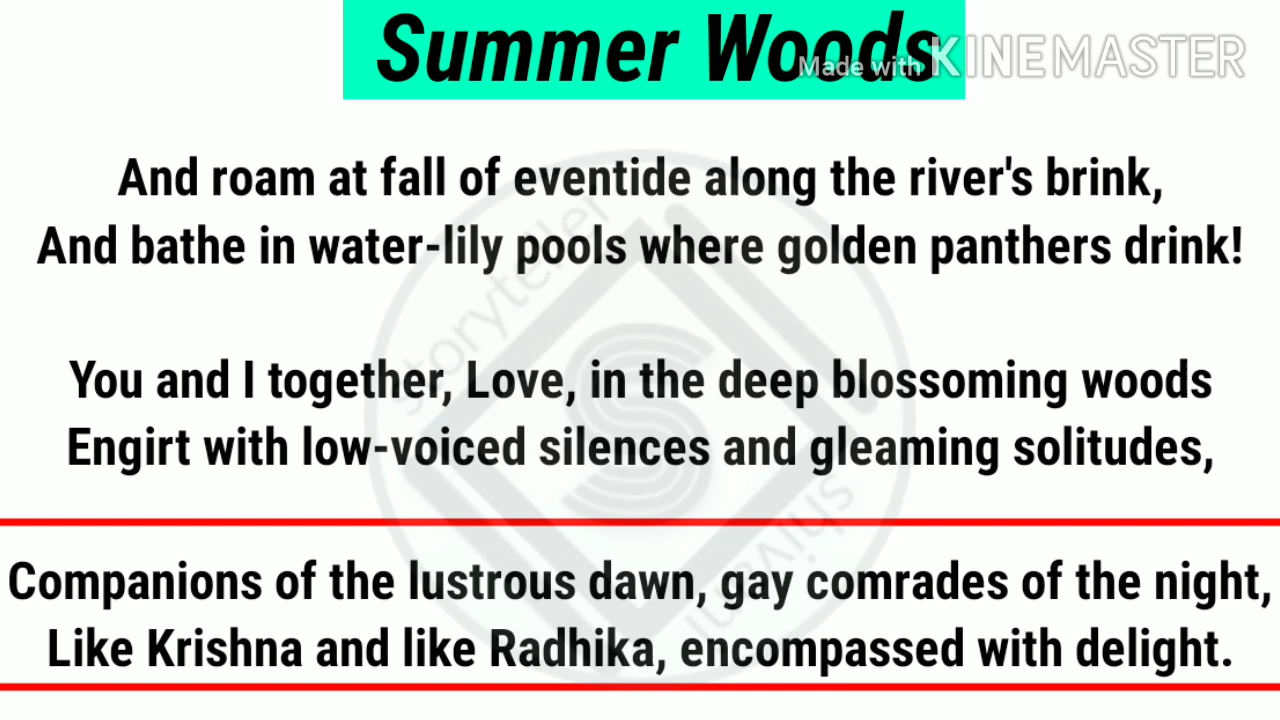 Summer Woods
Made with KINEMASTER
And roam at fall of eventide along the river's brink,
And bathe in water-lily pools where golden panthers drink!
You and I together, Love, in the deep blossoming woods
Engirt with low-voiced silences and gleaming solitudes,
Companions of the lustrous dawn, gay comrades of the night,
Like Krishna and like Radhika, encompassed with delight.
Storyteller
shivani